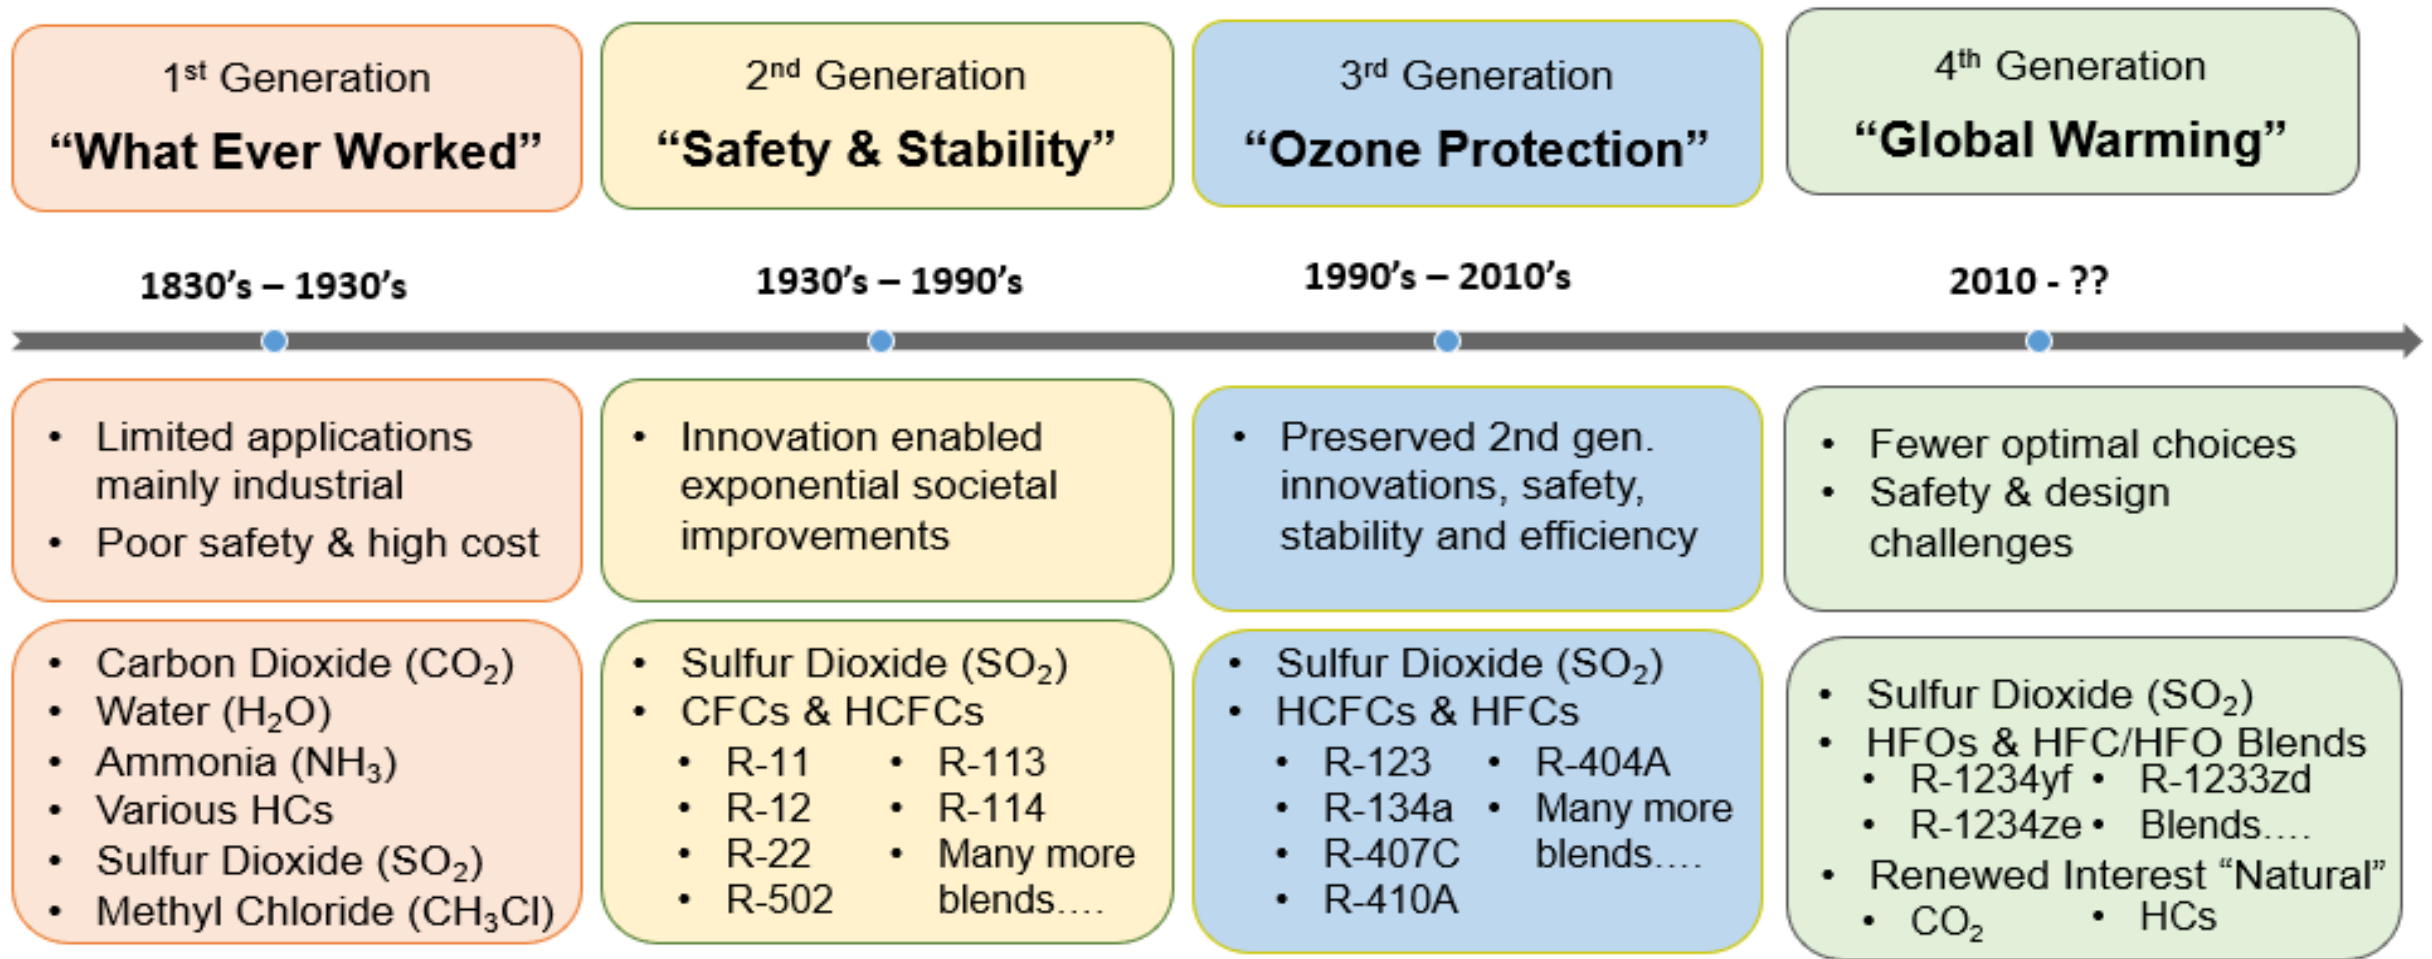 1st Generation
“What Ever Worked”
2nd Generation
“Safety & Stability”
3rd Generation
“Ozone Protection”
4th Generation
“Global Warming”
1830’s – 1930’s
1930’s – 1990’s
1990’s – 2010’s
2010 - ??
• Limited applications
mainly industrial
• Poor safety & high cost
• Innovation enabled
exponential societal
improvements
• Preserved 2nd gen.
innovations, safety,
stability and efficiency
• Fewer optimal choices
• Safety & design
challenges
• Carbon Dioxide (CO₂)
• Water (H₂O)
• Ammonia (NH₃)
• Various HCs
• Sulfur Dioxide (SO₂)
• Methyl Chloride (CH₃Cl)
• Sulfur Dioxide (SO₂)
• CFCs & HCFCs
• R-11
• R-12
• R-22
• R-502
• R-113
• R-114
• Many more
blends....
• Sulfur Dioxide (SO₂)
• HCFCs & HFCs
• R-123
• R-134a
• R-407C
• R-410A
• R-404A
• Many more
blends....
• Sulfur Dioxide (SO₂)
• HFOs & HFC/HFO Blends
• R-1234yf
• R-1234ze
• R-1233zd
• Blends....
• Renewed Interest “Natural”
• CO₂
• HCs